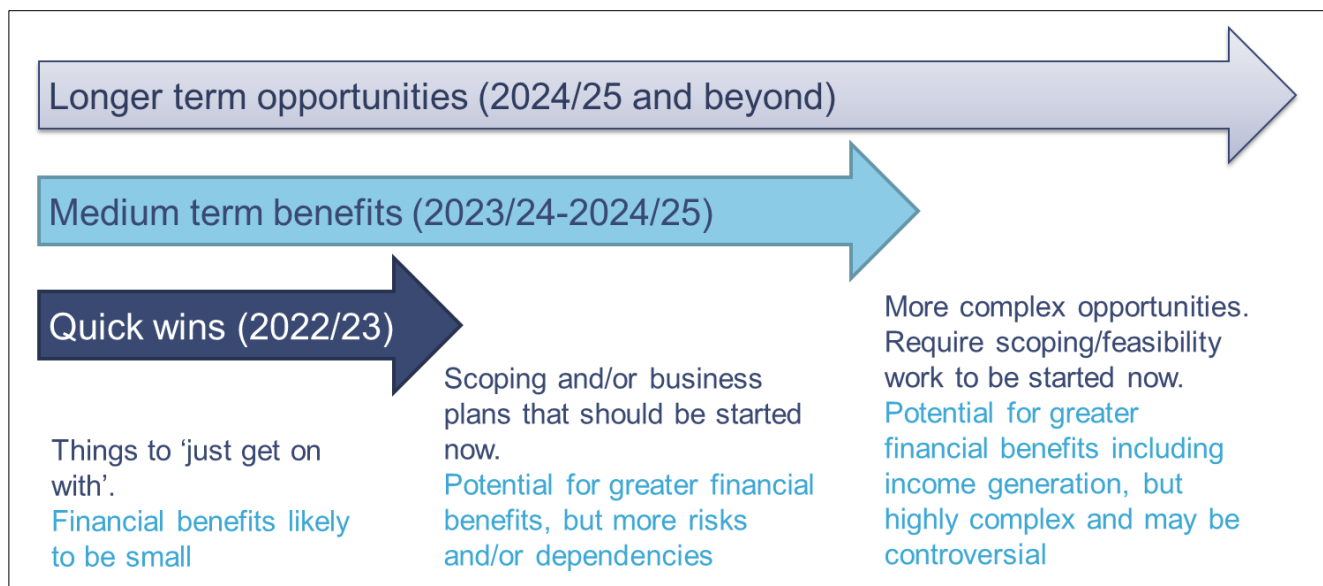 Longer term opportunities (2024/25 and beyond)
Medium term benefits (2023/24-2024/25)
Quick wins (2022/23)
Things to ‘just get on
with’.
Financial benefits likely
to be small
Scoping and/or business
plans that should be started
now.
Potential for greater financial
benefits, but more risks
and/or dependencies
More complex opportunities.
Require scoping/feasibility
work to be started now.
Potential for greater
financial benefits including
income generation, but
highly complex and may be
controversial